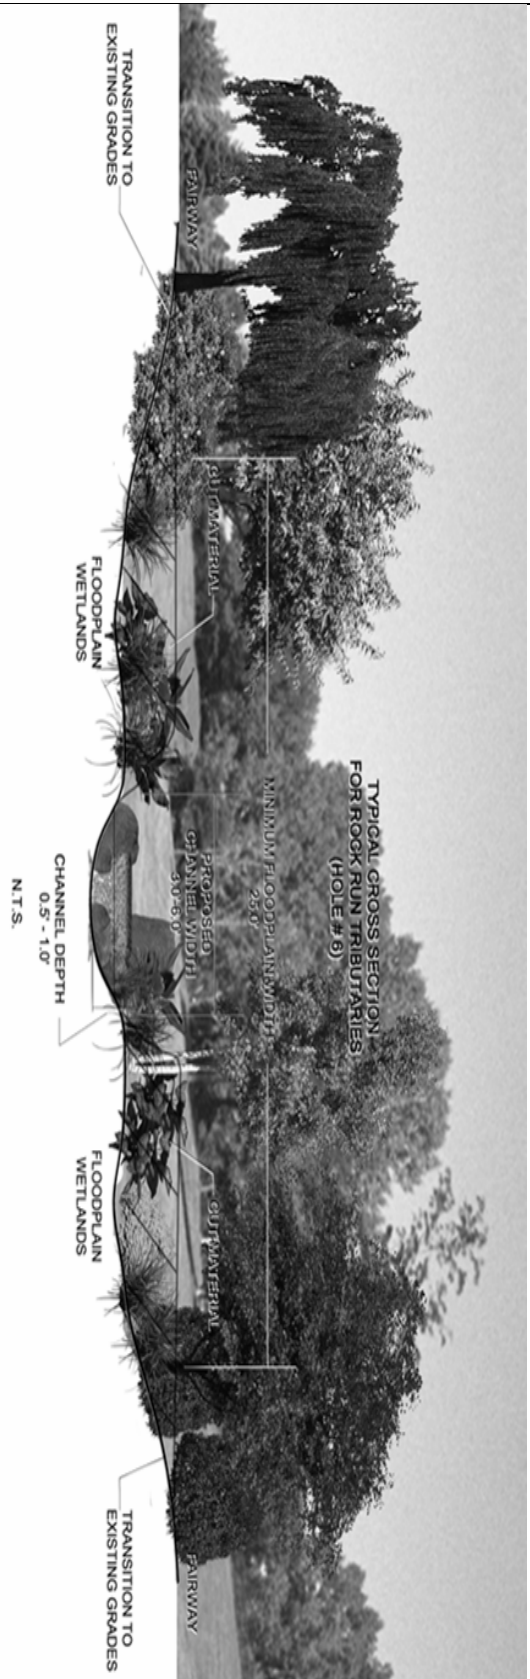 TYPICAL CROSS SECTION
FOR ROCK RUN TRIBUTARIES
(HOLE # 6)
MINIMUM FLOODPLAIN WIDTH
25.0'
PROPOSED
CHANNEL WIDTH
3.0'-6.0'
FAIRWAY
CUT MATERIAL
CUT MATERIAL
FAIRWAY
TRANSITION TO
EXISTING GRADES
FLOODPLAIN
WETLANDS
CHANNEL DEPTH
0.5' - 1.0'
N.T.S.
FLOODPLAIN
WETLANDS
TRANSITION TO
EXISTING GRADES